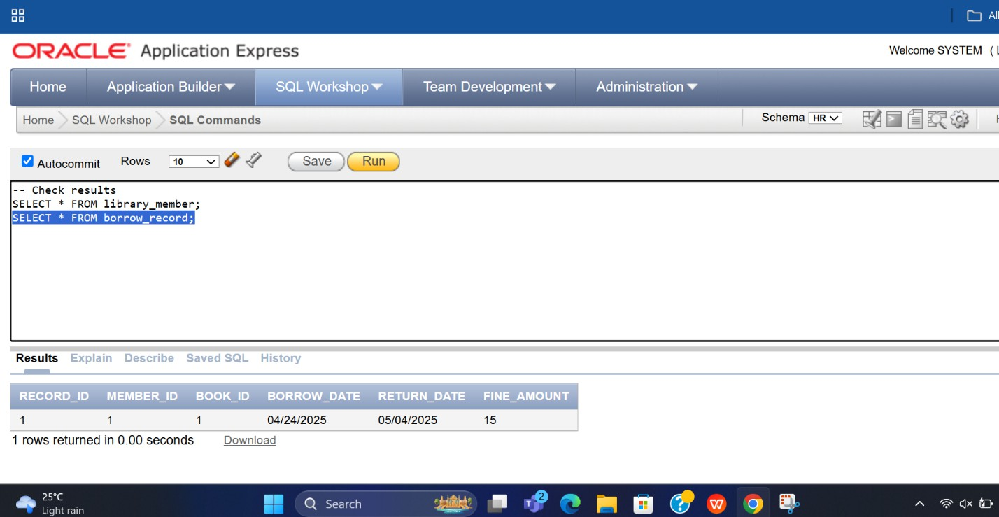 All
ORACLE® Application Express
Welcome SYSTEM (
Home Application Builder SQL Workshop Team Development Administration
Home SQL Workshop SQL Commands Schema HR
Autocommit Rows 10 Save Run
-- Check results
SELECT * FROM library_member;
SELECT * FROM borrow_record;
Results Explain Describe Saved SQL History
RECORD_ID MEMBER_ID BOOK_ID BORROW_DATE RETURN_DATE FINE_AMOUNT
1 1 1 04/24/2025 05/04/2025 15
1 rows returned in 0.00 seconds Download
25°C
Light rain
Search
2